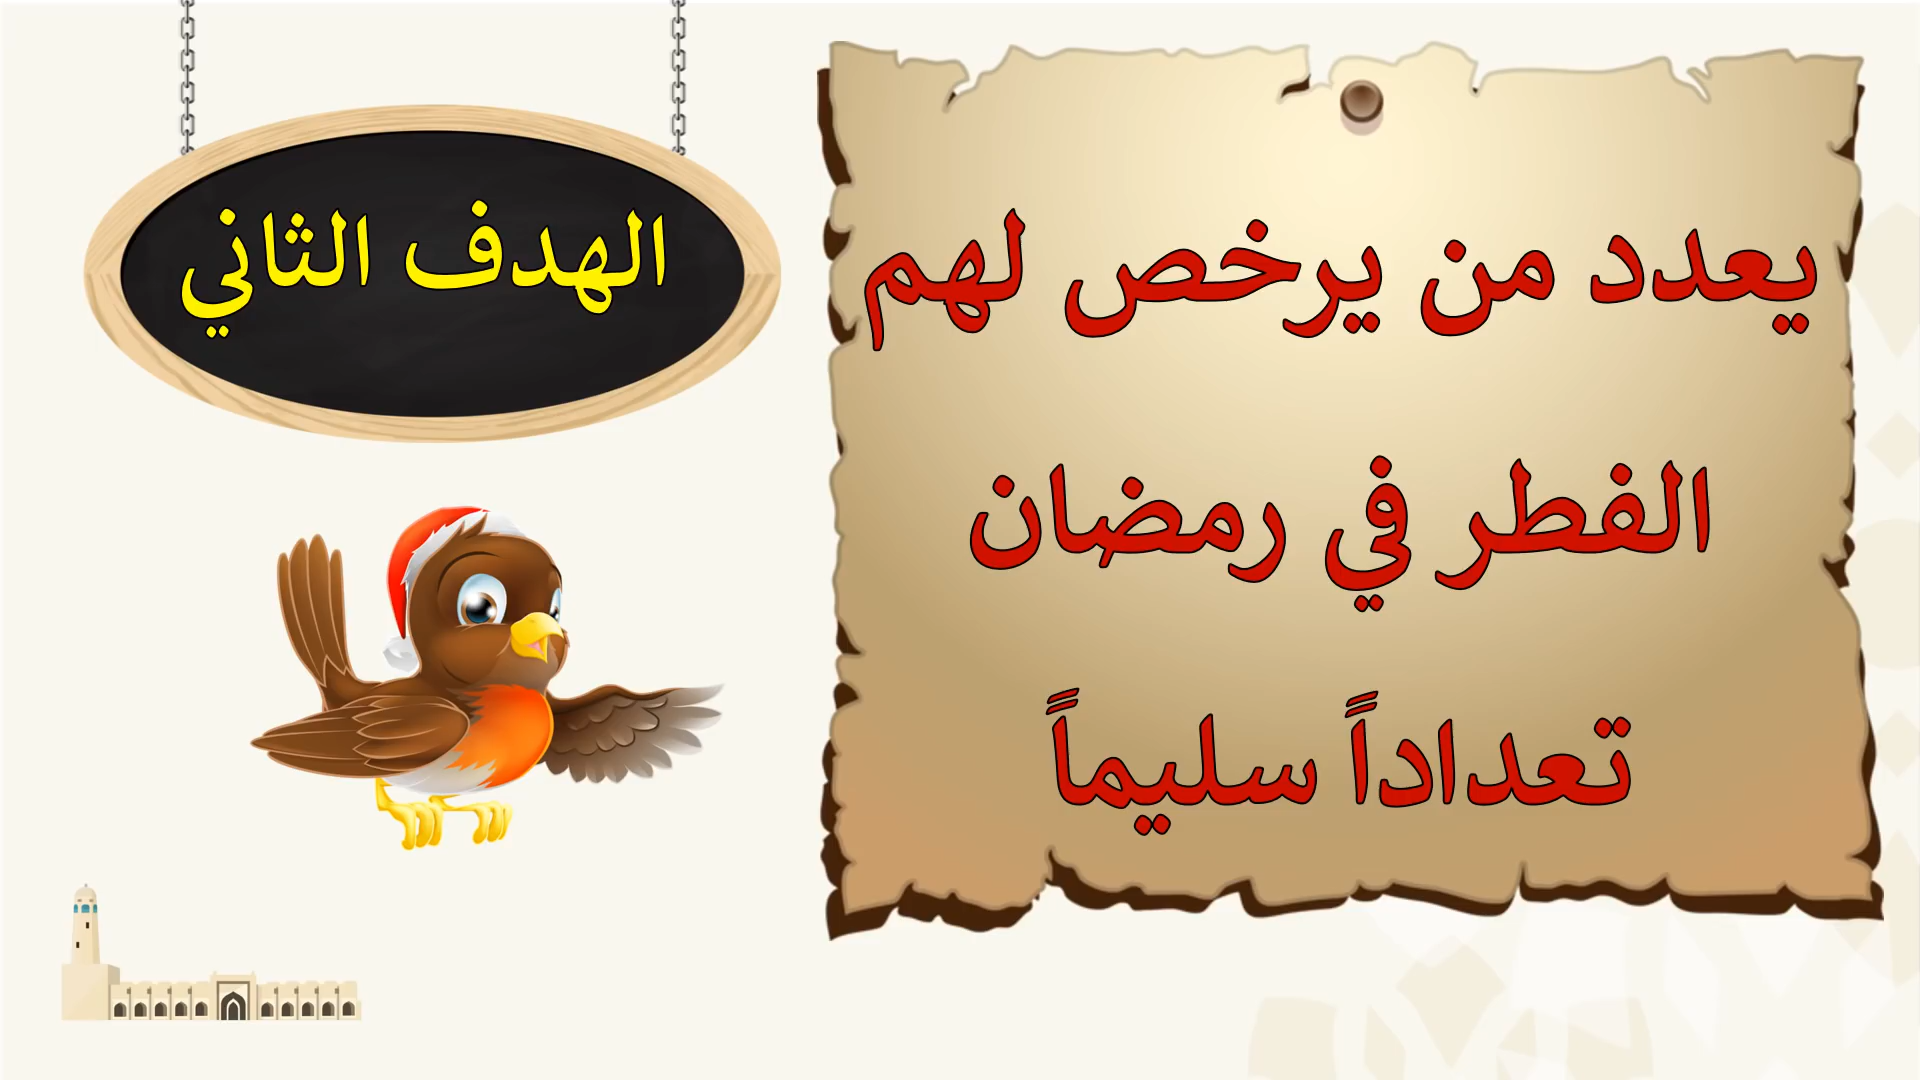 الهدف الثاني
يعدد من يرخص لهم
الفطر في رمضان
تعداداً سليماً